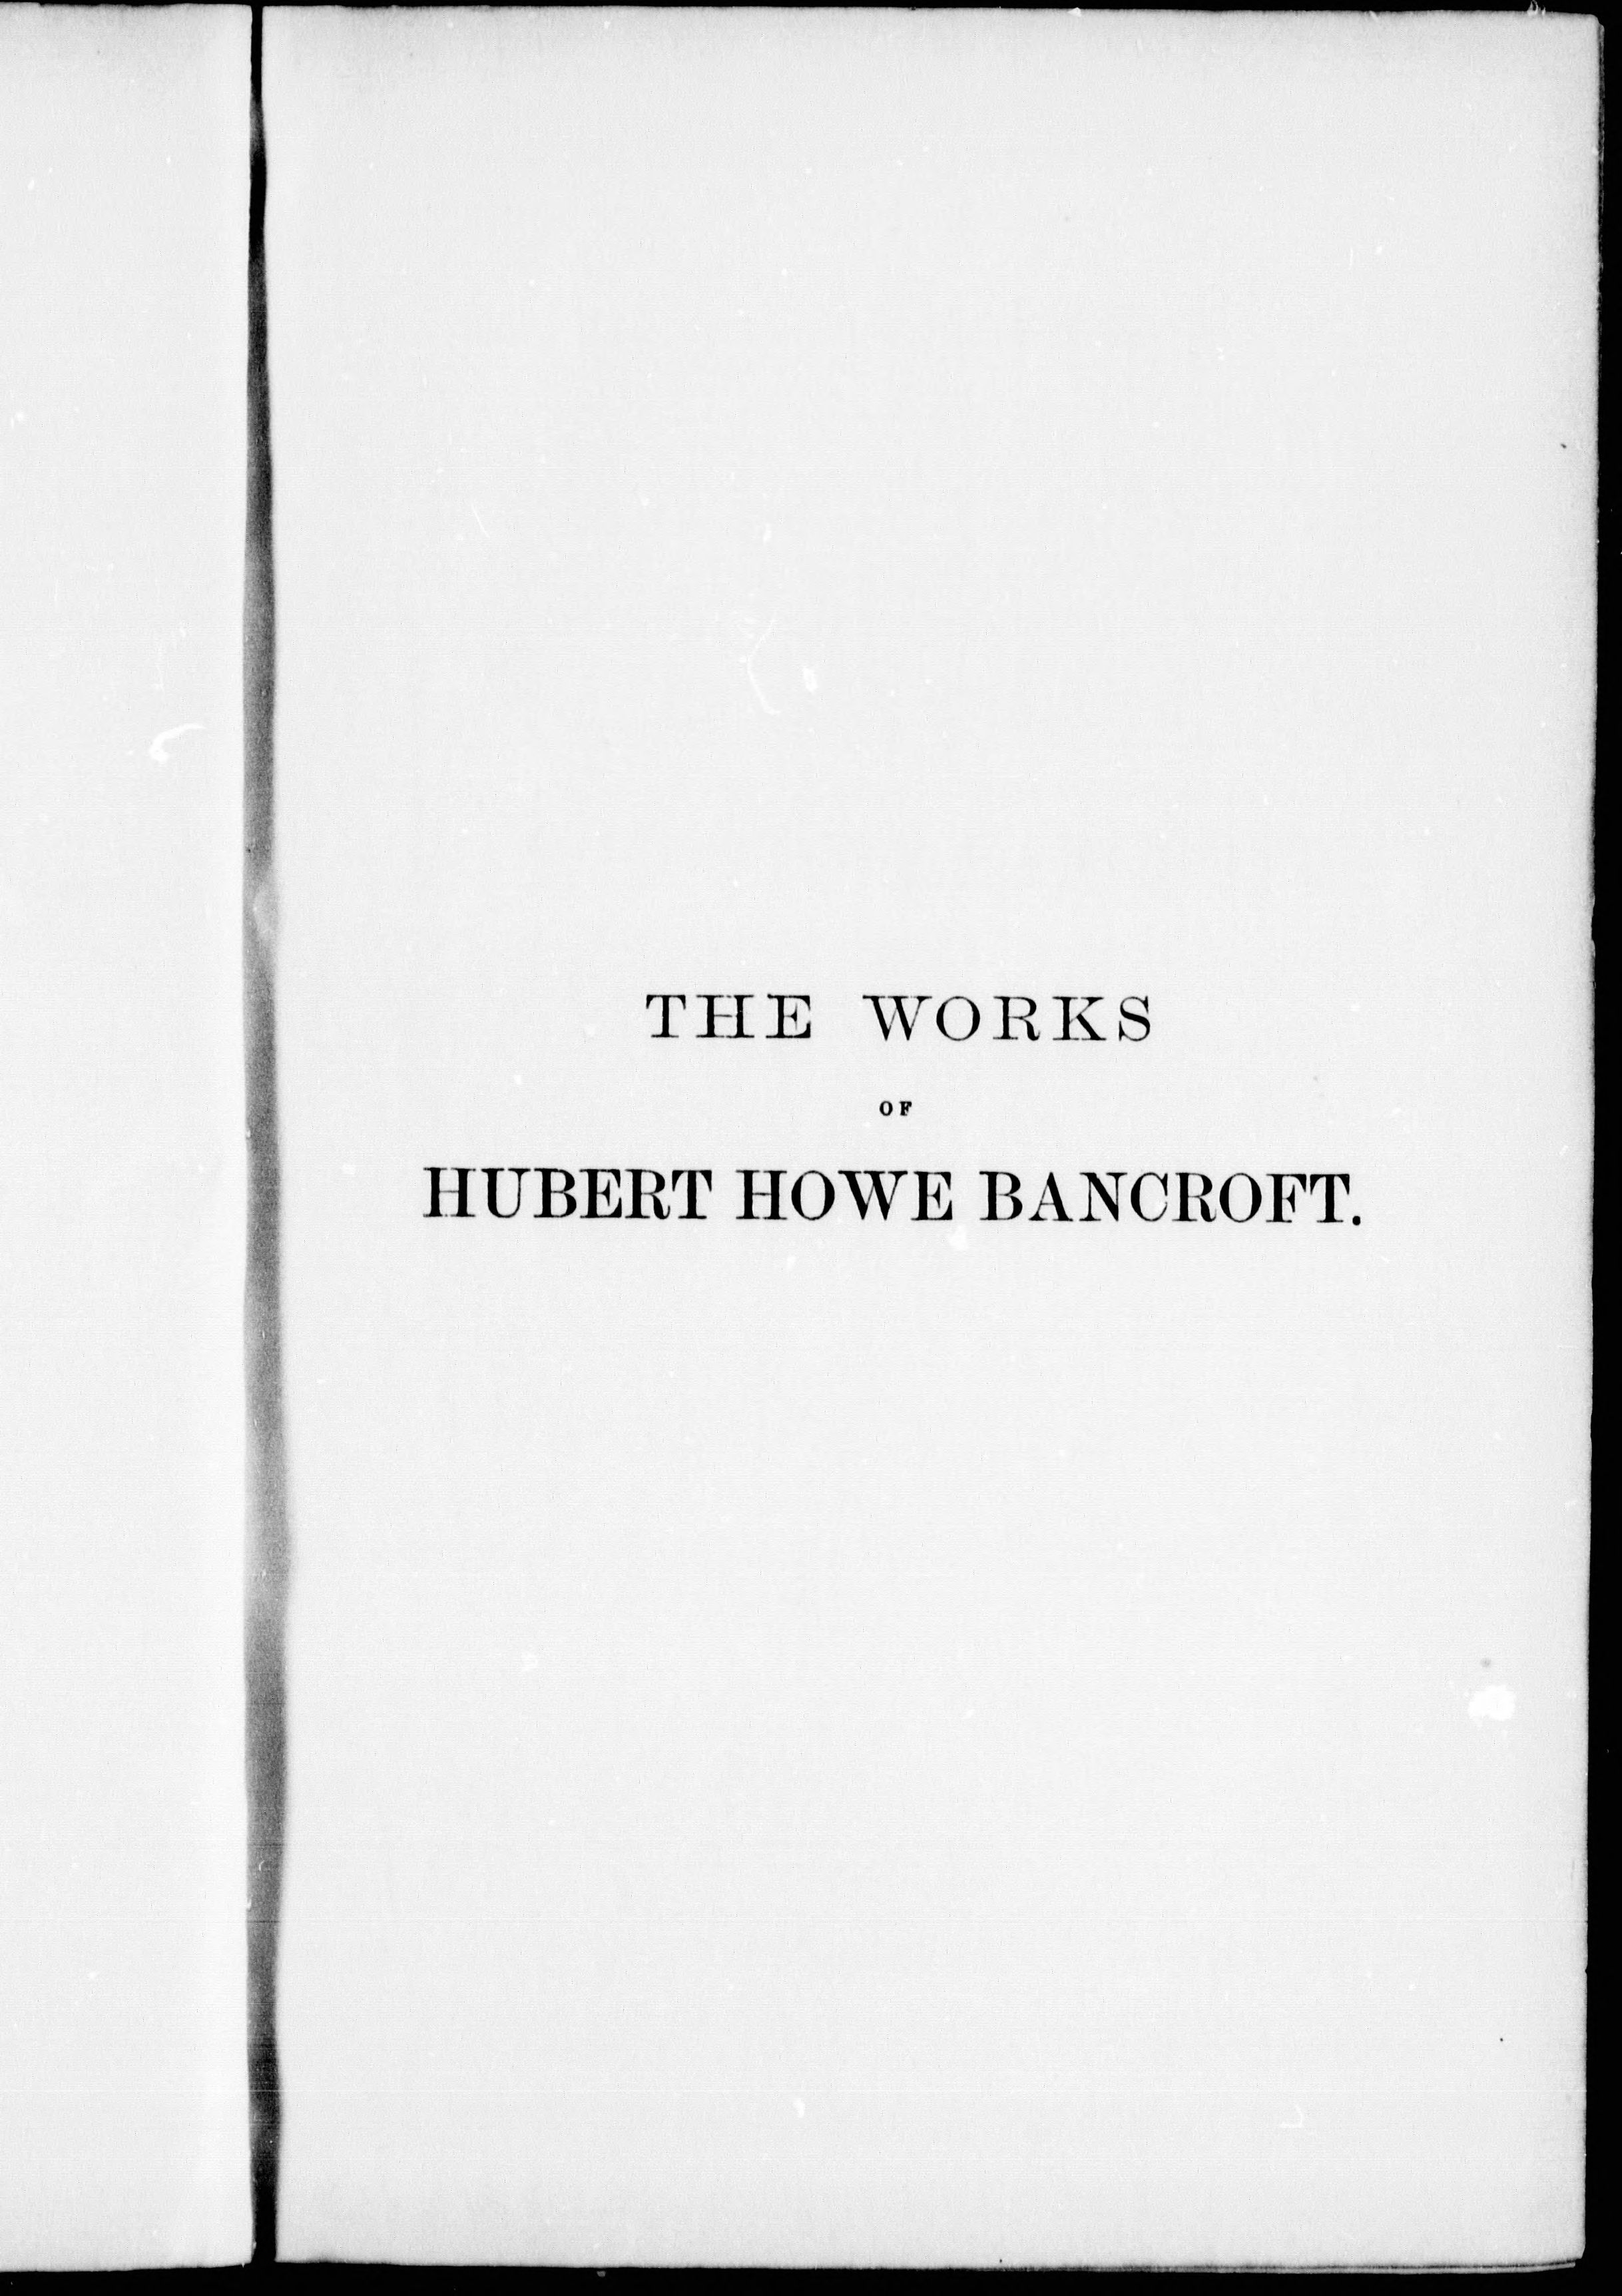 THE WORKS
OF
HUBERT HOWE BANCROFT.